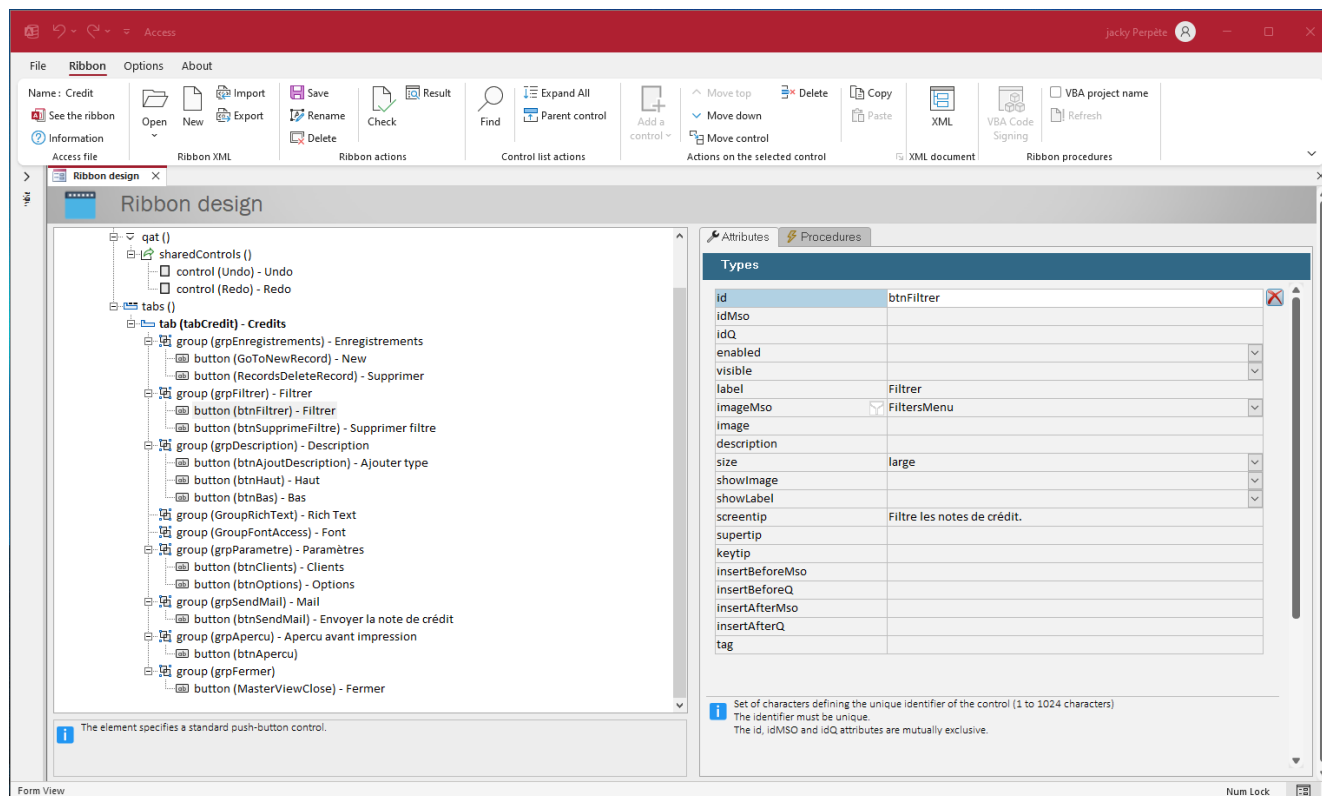 Access
jacky Perpète
File Ribbon Options About
Name : Credit
See the ribbon
Information
Access file
Open
New
Import
Export
Ribbon XML
Save
Rename
Delete
Check
Result
Ribbon actions
Find
Expand All
Parent control
Control list actions
Add a control
Move top
Move down
Move control
Delete
Copy
Paste
Actions on the selected control
XML
XML document
VBA Code Signing
VBA project name
Refresh
Ribbon procedures
Ribbon design
Ribbon design
qat ()
sharedControls ()
control (Undo) - Undo
control (Redo) - Redo
tabs ()
tab (tabCredit) - Credits
group (grpEnregistrements) - Enregistrements
button (GoToNewRecord) - New
button (RecordsDeleteRecord) - Supprimer
group (grpFiltrer) - Filtrer
button (btnFiltrer) - Filtrer
button (btnSupprimeFiltre) - Supprimer filtre
group (grpDescription) - Description
button (btnAjoutDescription) - Ajouter type
button (btnHaut) - Haut
button (btnBas) - Bas
group (GroupRichText) - Rich Text
group (GroupFontAccess) - Font
group (grpParametre) - Paramètres
button (btnClients) - Clients
button (btnOptions) - Options
group (grpSendMail) - Mail
button (btnSendMail) - Envoyer la note de crédit
group (grpApercu) - Apercu avant impression
button (btnApercu)
group (grpFermer)
button (MasterViewClose) - Fermer
The element specifies a standard push-button control.
Attributes Procedures
Types
id btnFiltrer
idMso
idQ
enabled
visible
label Filtrer
imageMso FiltersMenu
image
description
size large
showImage
showLabel
screentip Filtre les notes de crédit.
supertip
keytip
insertBeforeMso
insertBeforeQ
insertAfterMso
insertAfterQ
tag
Set of characters defining the unique identifier of the control (1 to 1024 characters)
The identifier must be unique.
The id, idMSO and idQ attributes are mutually exclusive.
Form View
Num Lock